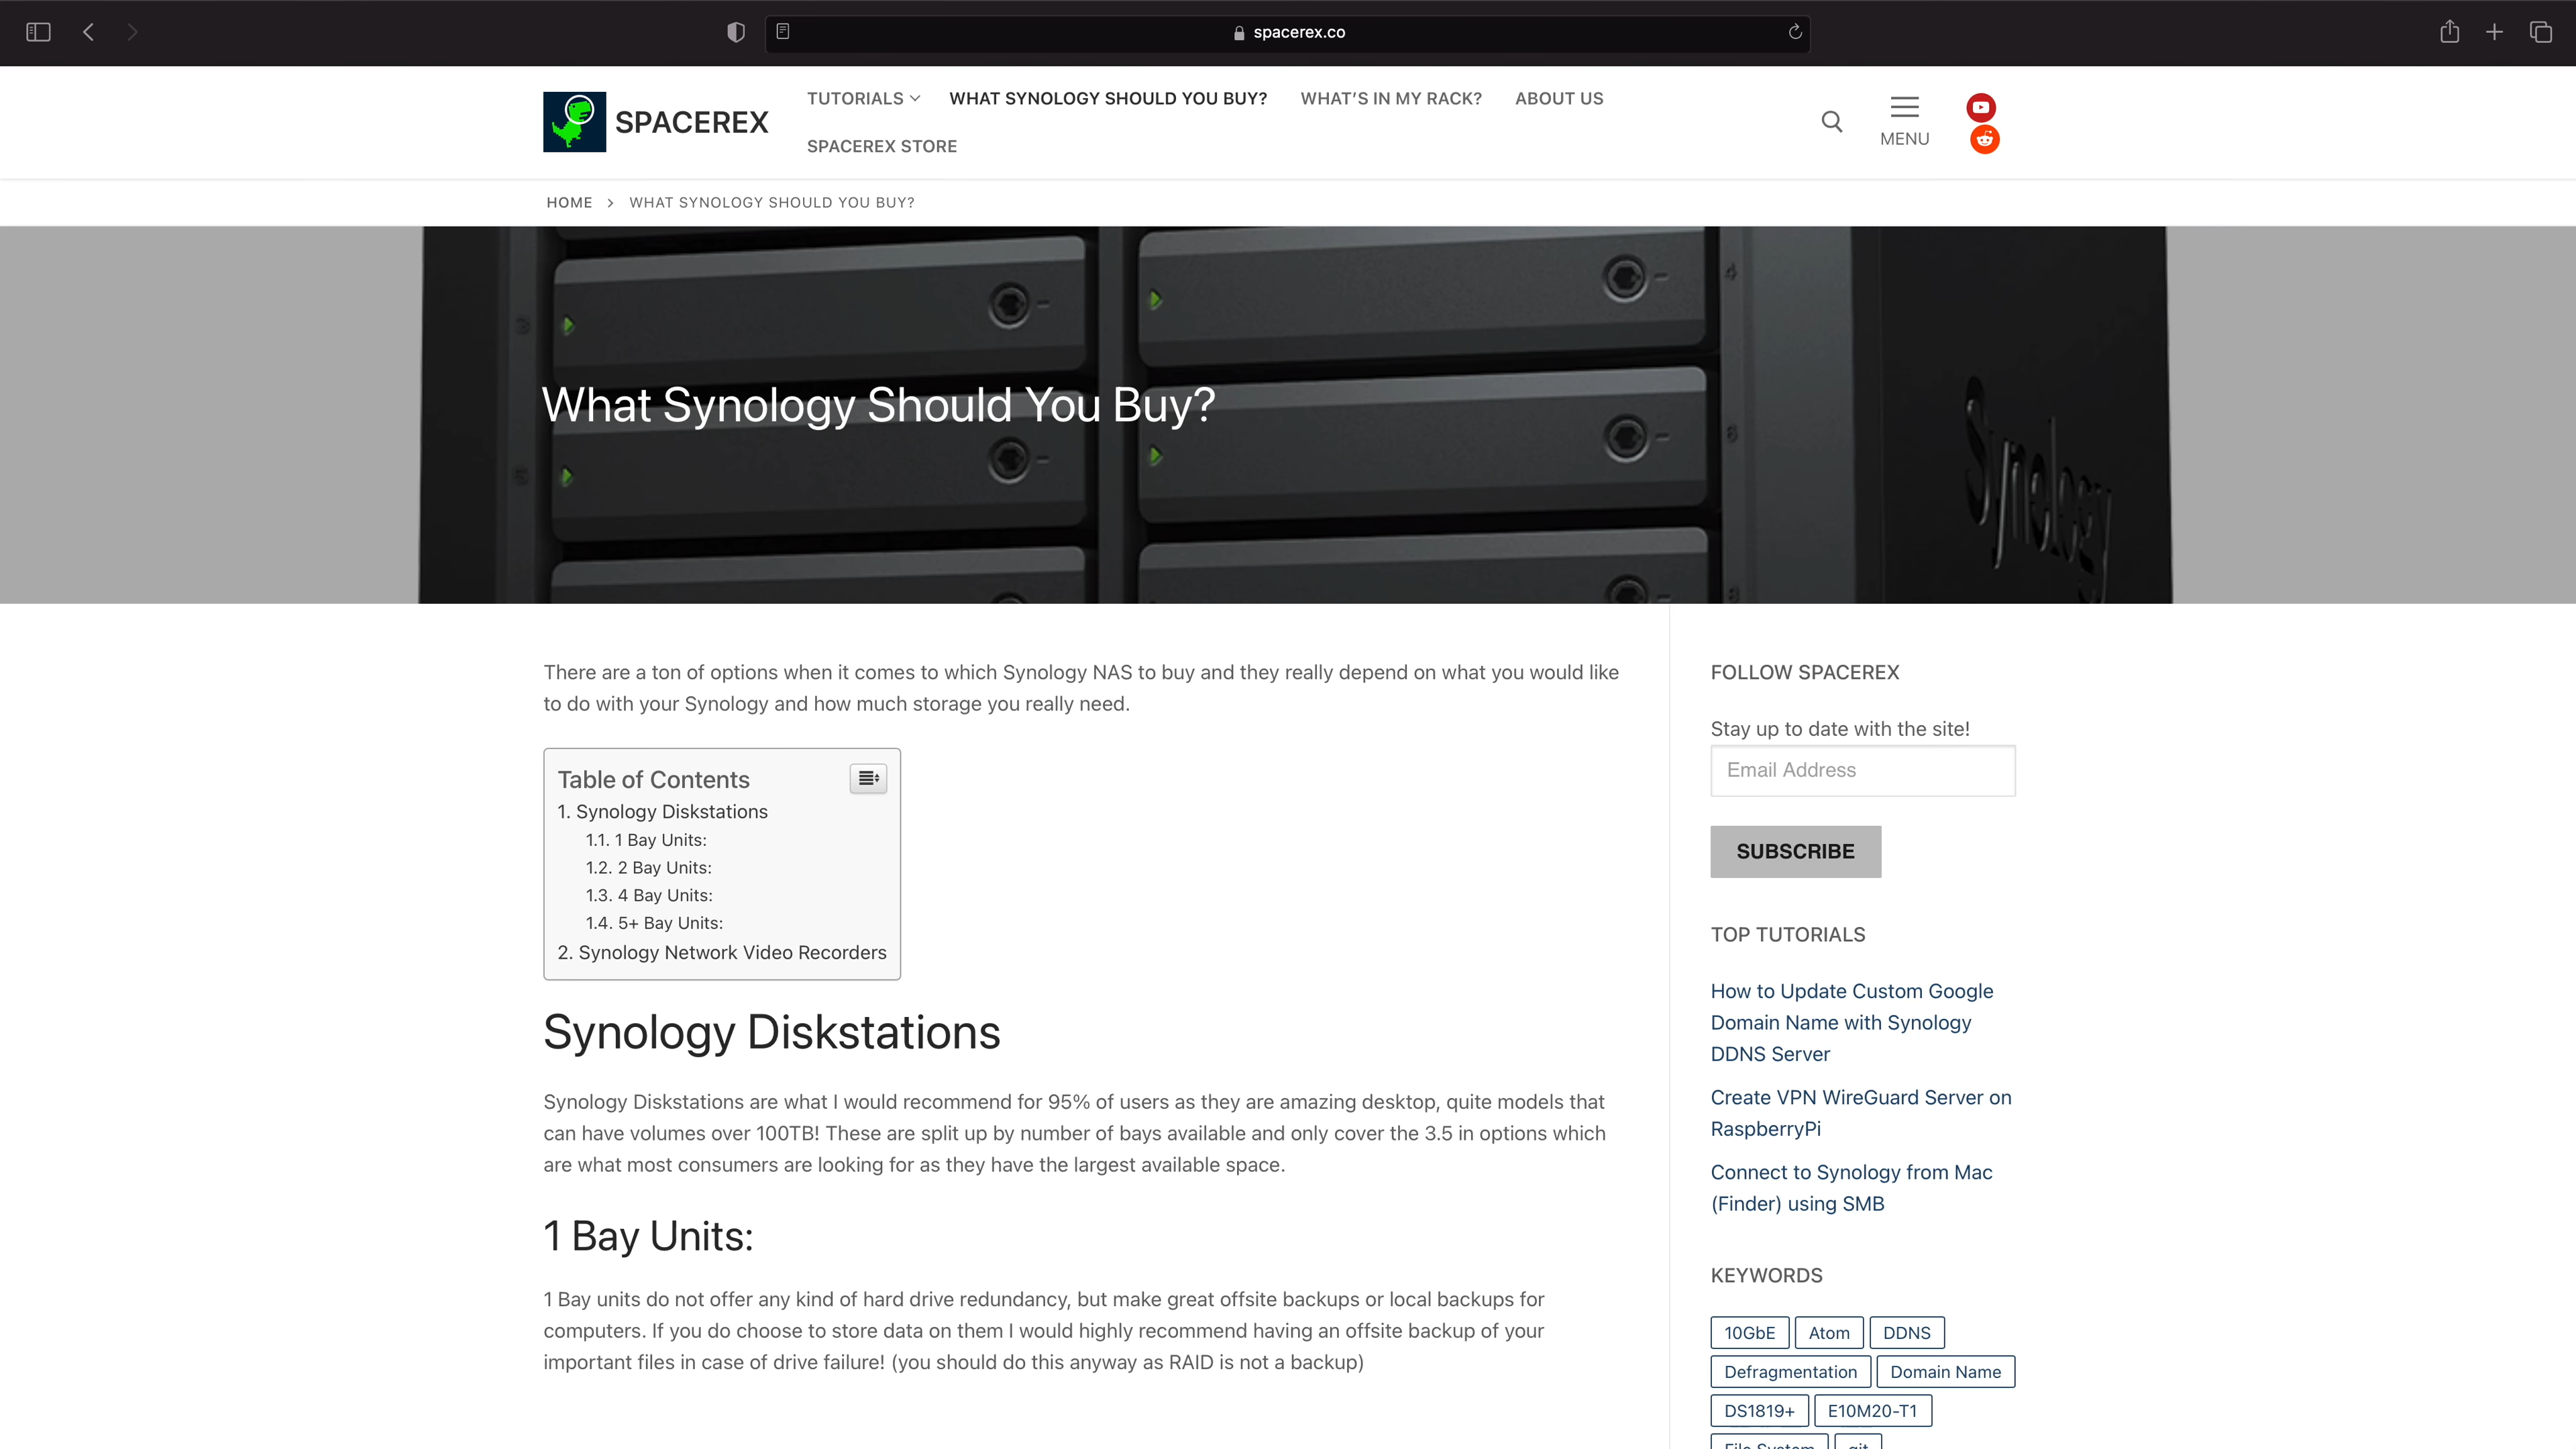 spacerex.co
SPACEREX
TUTORIALS
WHAT SYNOLOGY SHOULD YOU BUY?
WHAT'S IN MY RACK?
ABOUT US
SPACEREX STORE
MENU
HOME > WHAT SYNOLOGY SHOULD YOU BUY?
3
4
6
5
8
Synology
What Synology Should You Buy?
There are a ton of options when it comes to which Synology NAS to buy and they really depend on what you would like
to do with your Synology and how much storage you really need.
Table of Contents
1. Synology Diskstations
1.1. 1 Bay Units:
1.2. 2 Bay Units:
1.3. 4 Bay Units:
1.4. 5+ Bay Units:
2. Synology Network Video Recorders
Synology Diskstations
Synology Diskstations are what I would recommend for 95% of users as they are amazing desktop, quite models that
can have volumes over 100TB! These are split up by number of bays available and only cover the 3.5 in options which
are what most consumers are looking for as they have the largest available space.
1 Bay Units:
1 Bay units do not offer any kind of hard drive redundancy, but make great offsite backups or local backups for
computers. If you do choose to store data on them I would highly recommend having an offsite backup of your
important files in case of drive failure! (you should do this anyway as RAID is not a backup)
FOLLOW SPACEREX
Stay up to date with the site!
Email Address
SUBSCRIBE
TOP TUTORIALS
How to Update Custom Google
Domain Name with Synology
DDNS Server
Create VPN WireGuard Server on
RaspberryPi
Connect to Synology from Mac
(Finder) using SMB
KEYWORDS
10GbE Atom DDNS
Defragmentation Domain Name
DS1819+ E10M20-T1
File System git